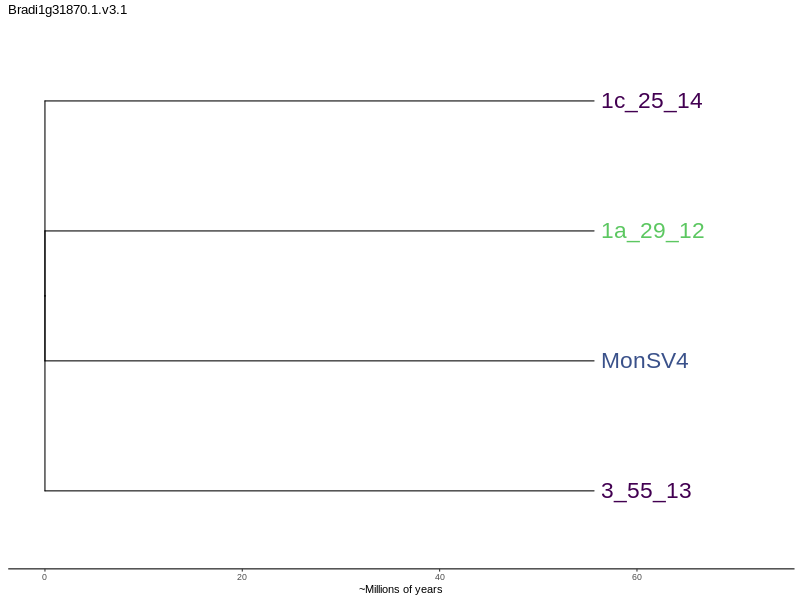 Bradi1g31870.1.v3.1
1c_25_14
1a_29_12
MonSV4
3_55_13
0 20 40 60
~Millions of years